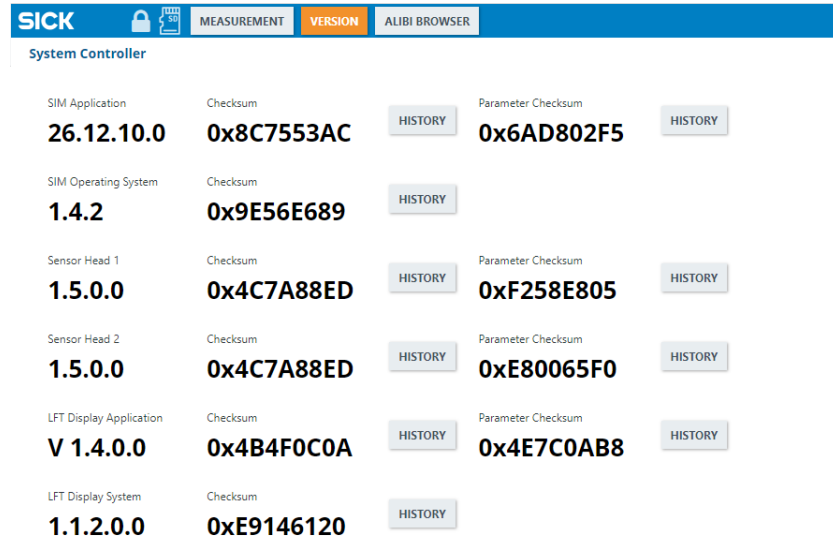 SICK SD MEASUREMENT VERSION ALIBI BROWSER
System Controller
SIM Application Checksum Parameter Checksum
26.12.10.0 0x8C7553AC HISTORY 0x6AD802F5 HISTORY
SIM Operating System Checksum
1.4.2 0x9E56E689 HISTORY
Sensor Head 1 Checksum Parameter Checksum
1.5.0.0 0x4C7A88ED HISTORY 0xF258E805 HISTORY
Sensor Head 2 Checksum Parameter Checksum
1.5.0.0 0x4C7A88ED HISTORY 0xE80065F0 HISTORY
LFT Display Application Checksum Parameter Checksum
V 1.4.0.0 0x4B4F0C0A HISTORY 0x4E7C0AB8 HISTORY
LFT Display System Checksum
1.1.2.0.0 0xE9146120 HISTORY